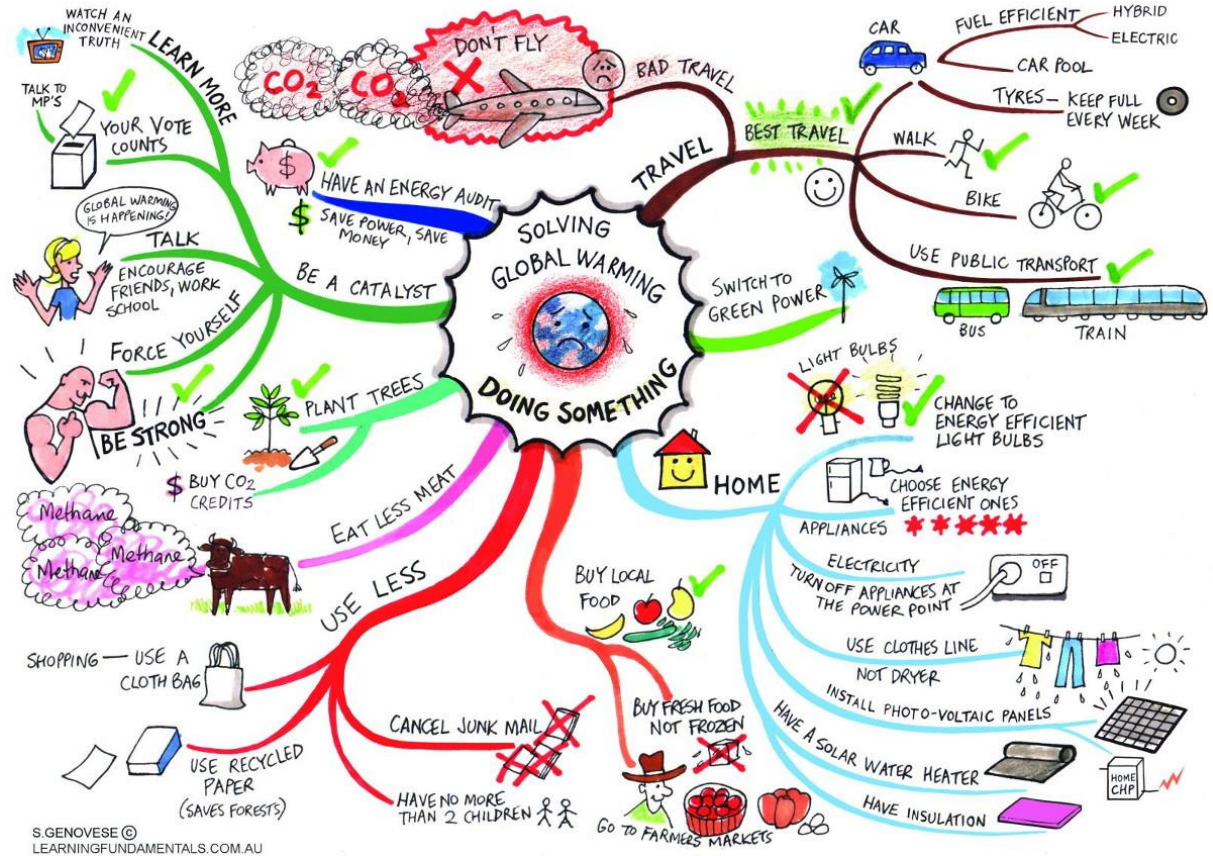 SOLVING
GLOBAL WARMING
DOING SOMETHING
TRAVEL
BAD TRAVEL
DON'T FLY
CO2
CO2
BEST TRAVEL
CAR
FUEL EFFICIENT
HYBRID
ELECTRIC
CAR POOL
TYRES — KEEP FULL
EVERY WEEK
WALK
BIKE
USE PUBLIC TRANSPORT
BUS
TRAIN
SWITCH TO
GREEN POWER
HOME
LIGHT BULBS
CHANGE TO
ENERGY EFFICIENT
LIGHT BULBS
CHOOSE ENERGY
EFFICIENT ONES
APPLIANCES
ELECTRICITY
TURN OFF APPLIANCES AT
THE POWER POINT
OFF
USE CLOTHES LINE
NOT DRYER
INSTALL PHOTO-VOLTAIC PANELS
HOME
CHP
HAVE A SOLAR WATER HEATER
HAVE INSULATION
BUY LOCAL
FOOD
BUY FRESH FOOD
NOT FROZEN
GO TO FARMERS MARKETS
USE LESS
SHOPPING — USE A
CLOTH BAG
USE RECYCLED
PAPER
(SAVES FORESTS)
CANCEL JUNK MAIL
HAVE NO MORE
THAN 2 CHILDREN
EAT LESS MEAT
Methane
Methane
Methane
PLANT TREES
$ BUY CO2
CREDITS
BE A CATALYST
LEARN MORE
WATCH AN
INCONVENIENT
TRUTH
YOUR VOTE
COUNTS
TALK TO
MP'S
TALK
GLOBAL WARMING
IS HAPPENING!
ENCOURAGE
FRIENDS, WORK
SCHOOL
FORCE YOURSELF
BE STRONG
HAVE AN ENERGY AUDIT
SAVE POWER, SAVE
MONEY
$
$
S.GENOVESE ©
LEARNINGFUNDAMENTALS.COM.AU